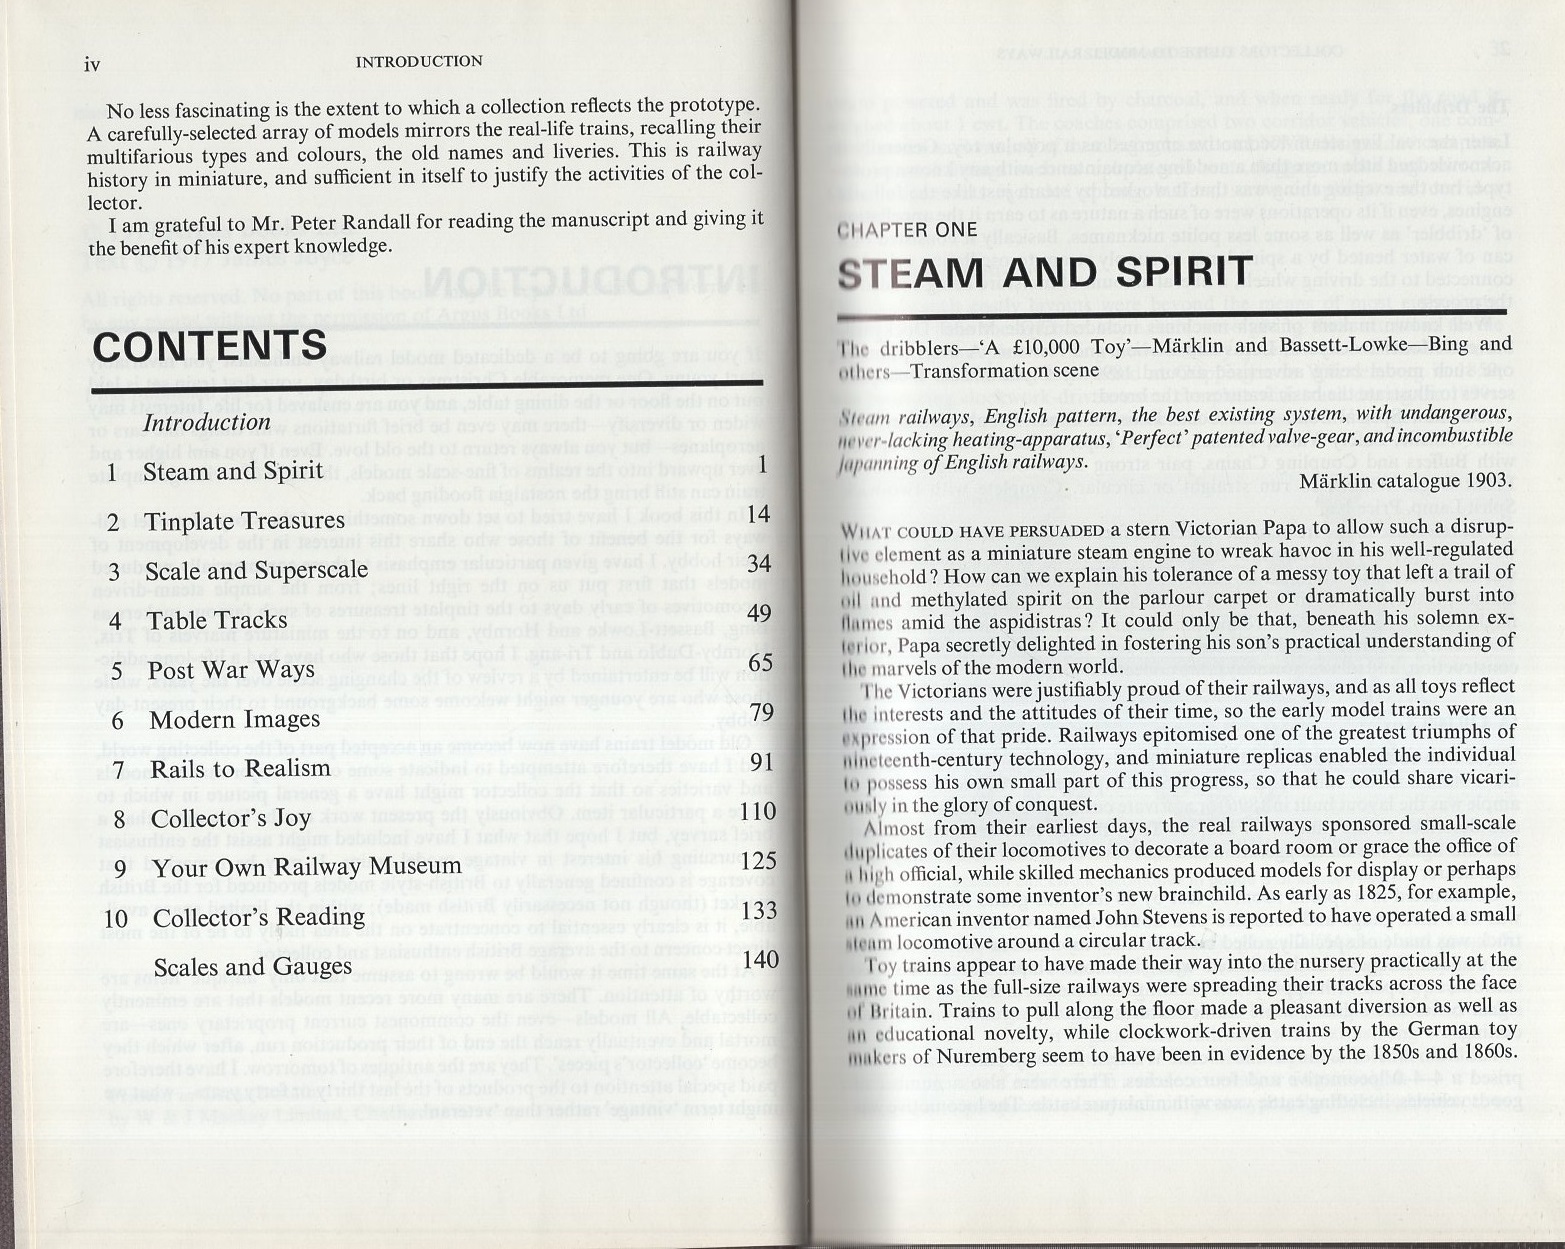 iv
INTRODUCTION
No less fascinating is the extent to which a collection reflects the prototype.
A carefully-selected array of models mirrors the real-life trains, recalling their
multifarious types and colours, the old names and liveries. This is railway
history in miniature, and sufficient in itself to justify the activities of the col-
lector.
I am grateful to Mr. Peter Randall for reading the manuscript and giving it
the benefit of his expert knowledge.
CONTENTS
Introduction
1 Steam and Spirit 1
2 Tinplate Treasures 14
3 Scale and Superscale 34
4 Table Tracks 49
5 Post War Ways 65
6 Modern Images 79
7 Rails to Realism 91
8 Collector's Joy 110
9 Your Own Railway Museum 125
10 Collector's Reading 133
Scales and Gauges 140
CHAPTER ONE
STEAM AND SPIRIT
The dribblers—‘A £10,000 Toy’—Märklin and Bassett-Lowke—Bing and
others—Transformation scene
Steam railways, English pattern, the best existing system, with undangerous,
never-lacking heating-apparatus, ‘Perfect’ patented valve-gear, and incombustible
japanning of English railways.
Märklin catalogue 1903.
WHAT COULD HAVE PERSUADED a stern Victorian Papa to allow such a disrup-
tive element as a miniature steam engine to wreak havoc in his well-regulated
household? How can we explain his tolerance of a messy toy that left a trail of
oil and methylated spirit on the parlour carpet or dramatically burst into
flames amid the aspidistras? It could only be that, beneath his solemn ex-
terior, Papa secretly delighted in fostering his son's practical understanding of
the marvels of the modern world.
The Victorians were justifiably proud of their railways, and as all toys reflect
the interests and the attitudes of their time, so the early model trains were an
expression of that pride. Railways epitomised one of the greatest triumphs of
nineteenth-century technology, and miniature replicas enabled the individual
to possess his own small part of this progress, so that he could share vicari-
ously in the glory of conquest.
Almost from their earliest days, the real railways sponsored small-scale
duplicates of their locomotives to decorate a board room or grace the office of
a high official, while skilled mechanics produced models for display or perhaps
to demonstrate some inventor's new brainchild. As early as 1825, for example,
an American inventor named John Stevens is reported to have operated a small
steam locomotive around a circular track.
Toy trains appear to have made their way into the nursery practically at the
same time as the full-size railways were spreading their tracks across the face
of Britain. Trains to pull along the floor made a pleasant diversion as well as
an educational novelty, while clockwork-driven trains by the German toy
makers of Nuremberg seem to have been in evidence by the 1850s and 1860s.